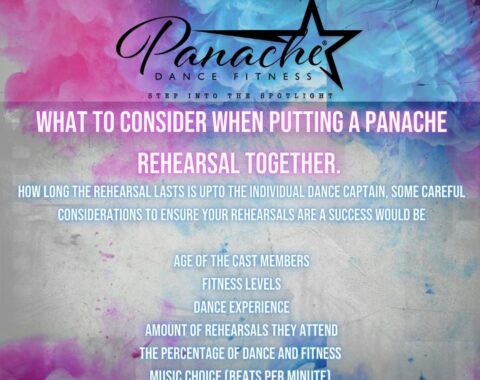 Panache®
DANCE FITNESS
STEP INTO THE SPOTLIGHT
WHAT TO CONSIDER WHEN PUTTING A PANACHE
REHEARSAL TOGETHER.
HOW LONG THE REHEARSAL LASTS IS UPTO THE INDIVIDUAL DANCE CAPTAIN, SOME CAREFUL
CONSIDERATIONS TO ENSURE YOUR REHEARSALS ARE A SUCCESS WOULD BE
AGE OF THE CAST MEMBERS
FITNESS LEVELS
DANCE EXPERIENCE
AMOUNT OF REHEARSALS THEY ATTEND
THE PERCENTAGE OF DANCE AND FITNESS
MUSIC CHOICE (BEATS PER MINUTE)